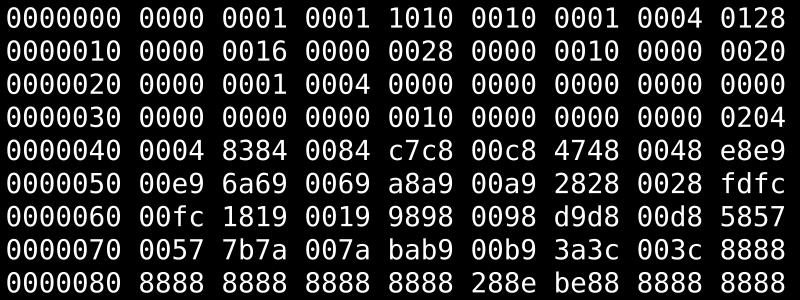 0000000 0000 0001 0001 1010 0010 0001 0004 0128
0000010 0000 0016 0000 0028 0000 0010 0000 0020
0000020 0000 0001 0004 0000 0000 0000 0000 0000
0000030 0000 0000 0000 0010 0000 0000 0000 0204
0000040 0004 8384 0084 c7c8 00c8 4748 0048 e8e9
0000050 00e9 6a69 0069 a8a9 00a9 2828 0028 fdfc
0000060 00fc 1819 0019 9898 0098 d9d8 00d8 5857
0000070 0057 7b7a 007a bab9 00b9 3a3c 003c 8888
0000080 8888 8888 8888 8888 288e be88 8888 8888